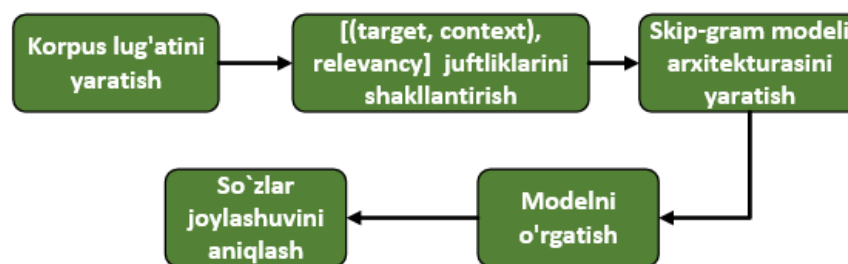 Korpus lug'atini
yaratish
[(target, context),
relevancy] juftliklarini
shakllantirish
Skip-gram modeli
arxitekturasini
yaratish
Modelni
o'rgatish
So`zlar
joylashuvini
aniqlash